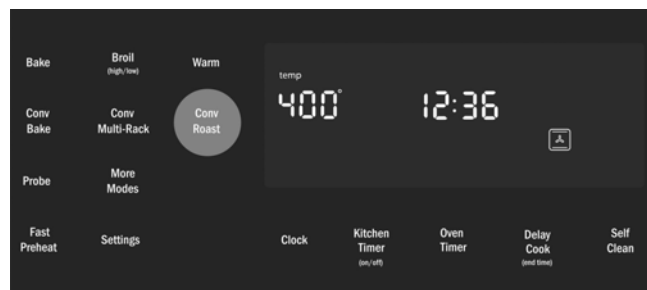 Bake
Broil
(high/low)
Warm
temp
400°
12:36
Conv
Bake
Conv
Multi-Rack
Conv
Roast
Probe
More
Modes
Fast
Preheat
Settings
Clock
Kitchen
Timer
(on/off)
Oven
Timer
Delay
Cook
(end time)
Self
Clean